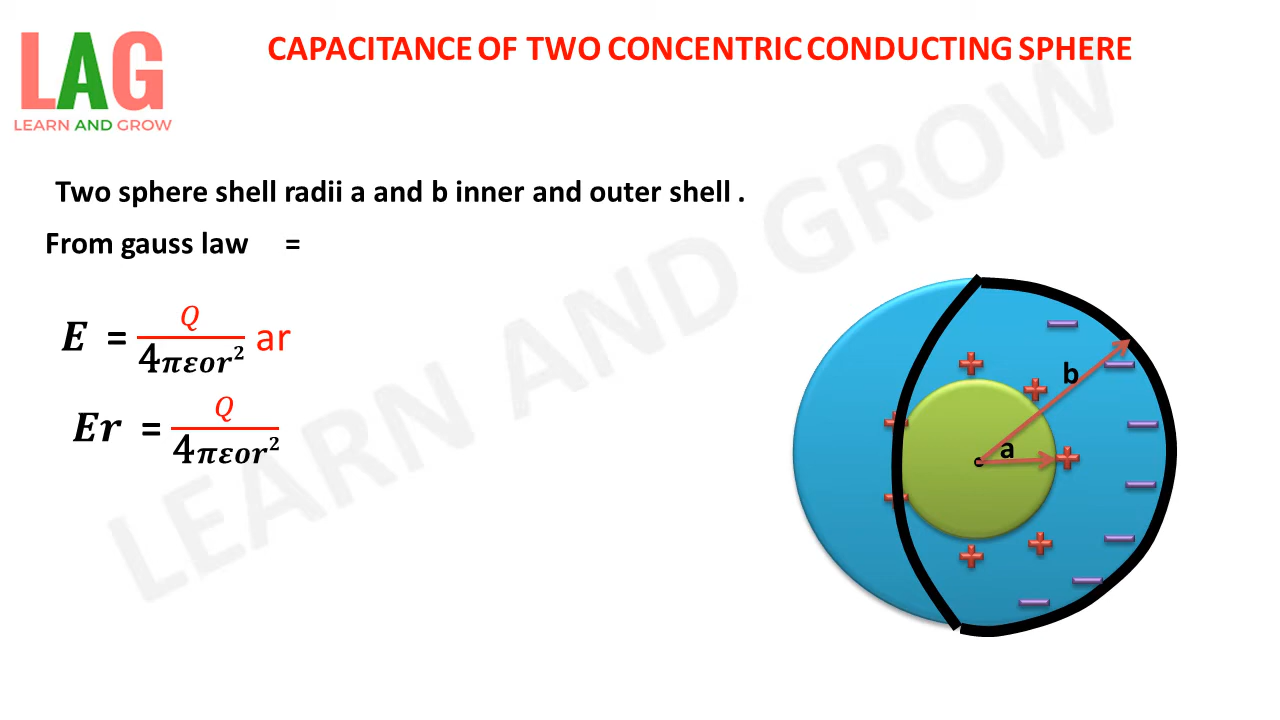 LAG
LEARN AND GROW
CAPACITANCE OF TWO CONCENTRIC CONDUCTING SPHERE
Two sphere shell radii a and b inner and outer shell .
From gauss law =
E = Q / 4πεor² ar
Er = Q / 4πεor²
b
a
+ + + + + + + +
− − − − − − − −
LEARN AND GROW